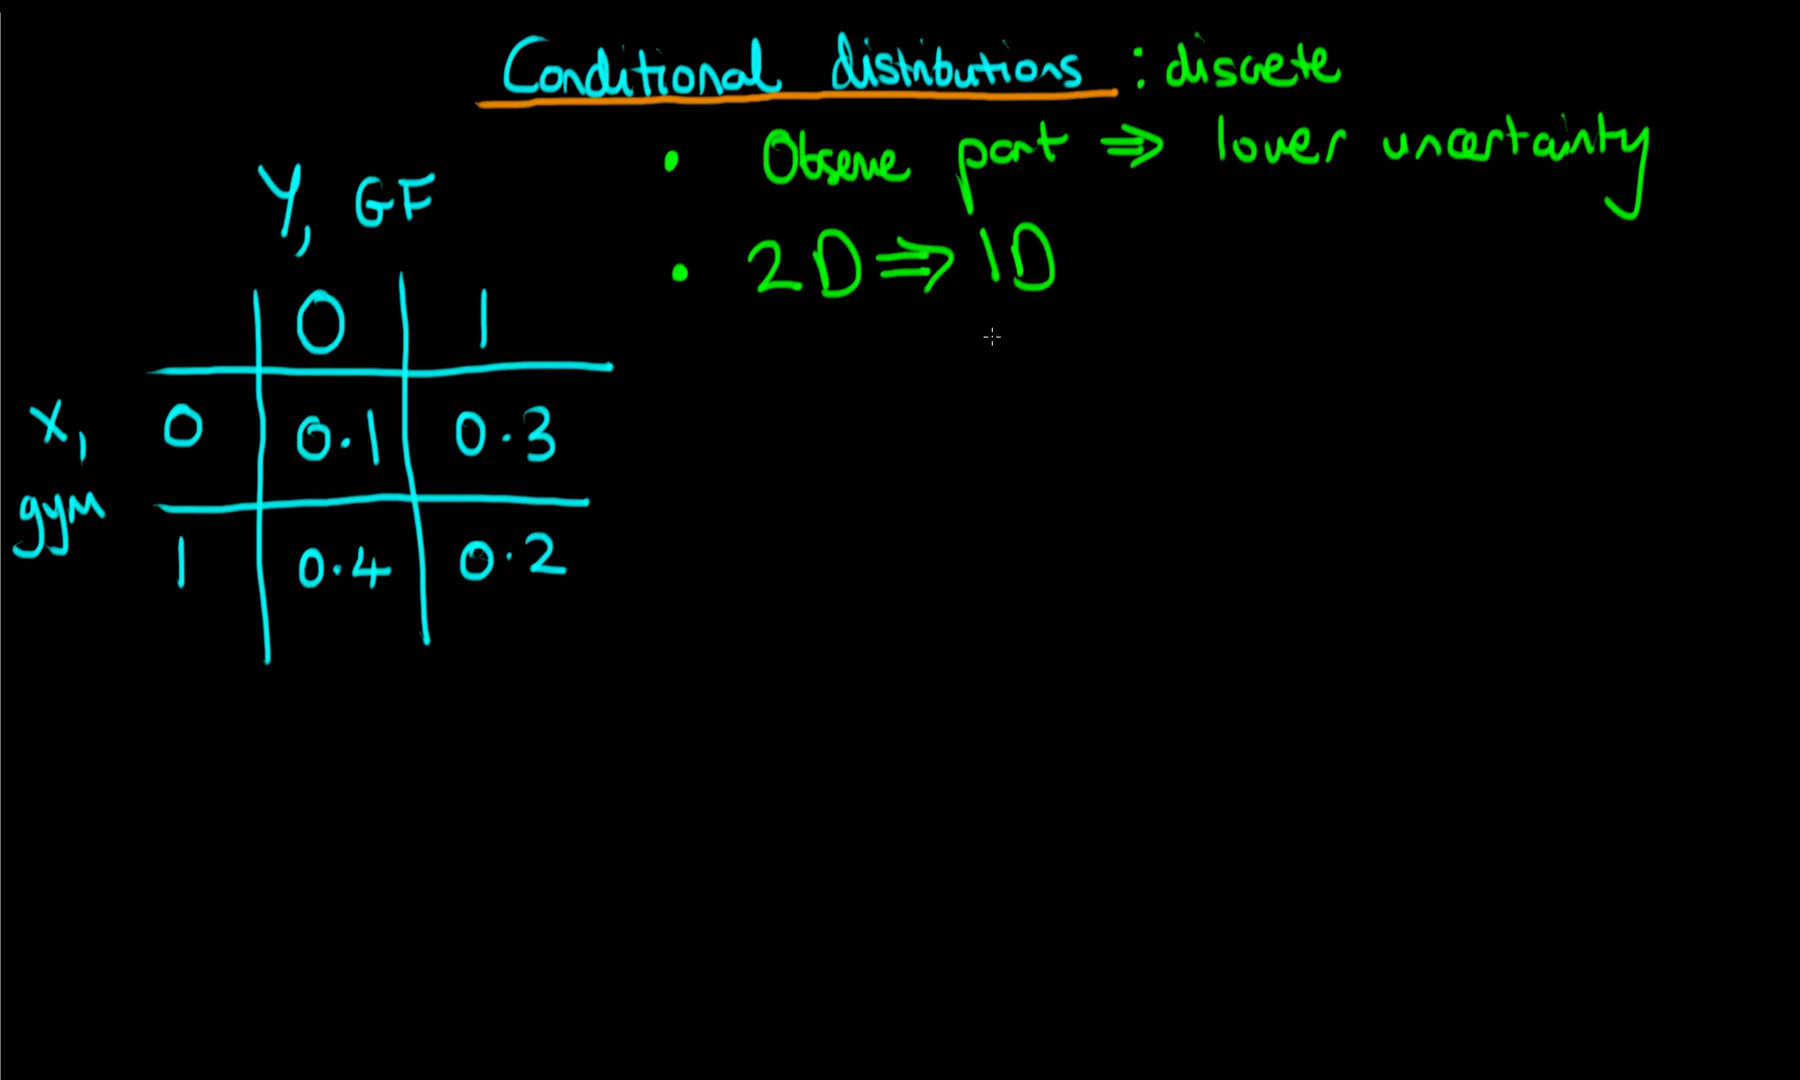 Conditional distributions : discrete
• Observe part ⇒ lower uncertainty
• 2D ⇒ 1D
Y, GF
0 1
X, gym
0 0.1 0.3
1 0.4 0.2